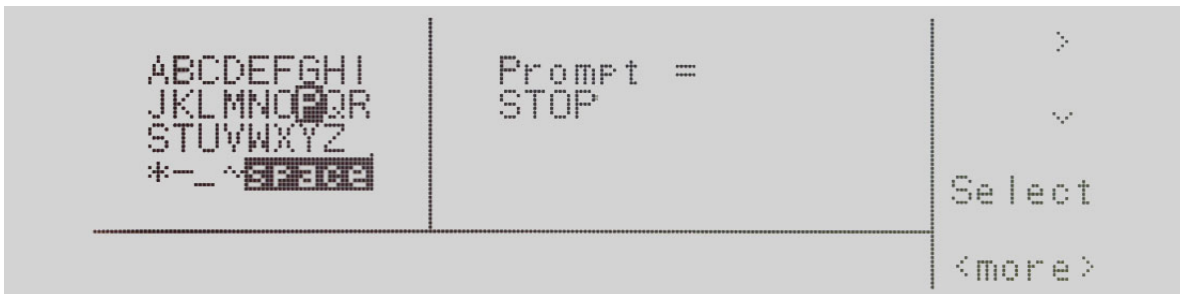 ABCDEFGHI
JKLMNOPQR
STUVWXYZ
*-_ ~space
Prompt =
STOP
>
˅
Select
<more>